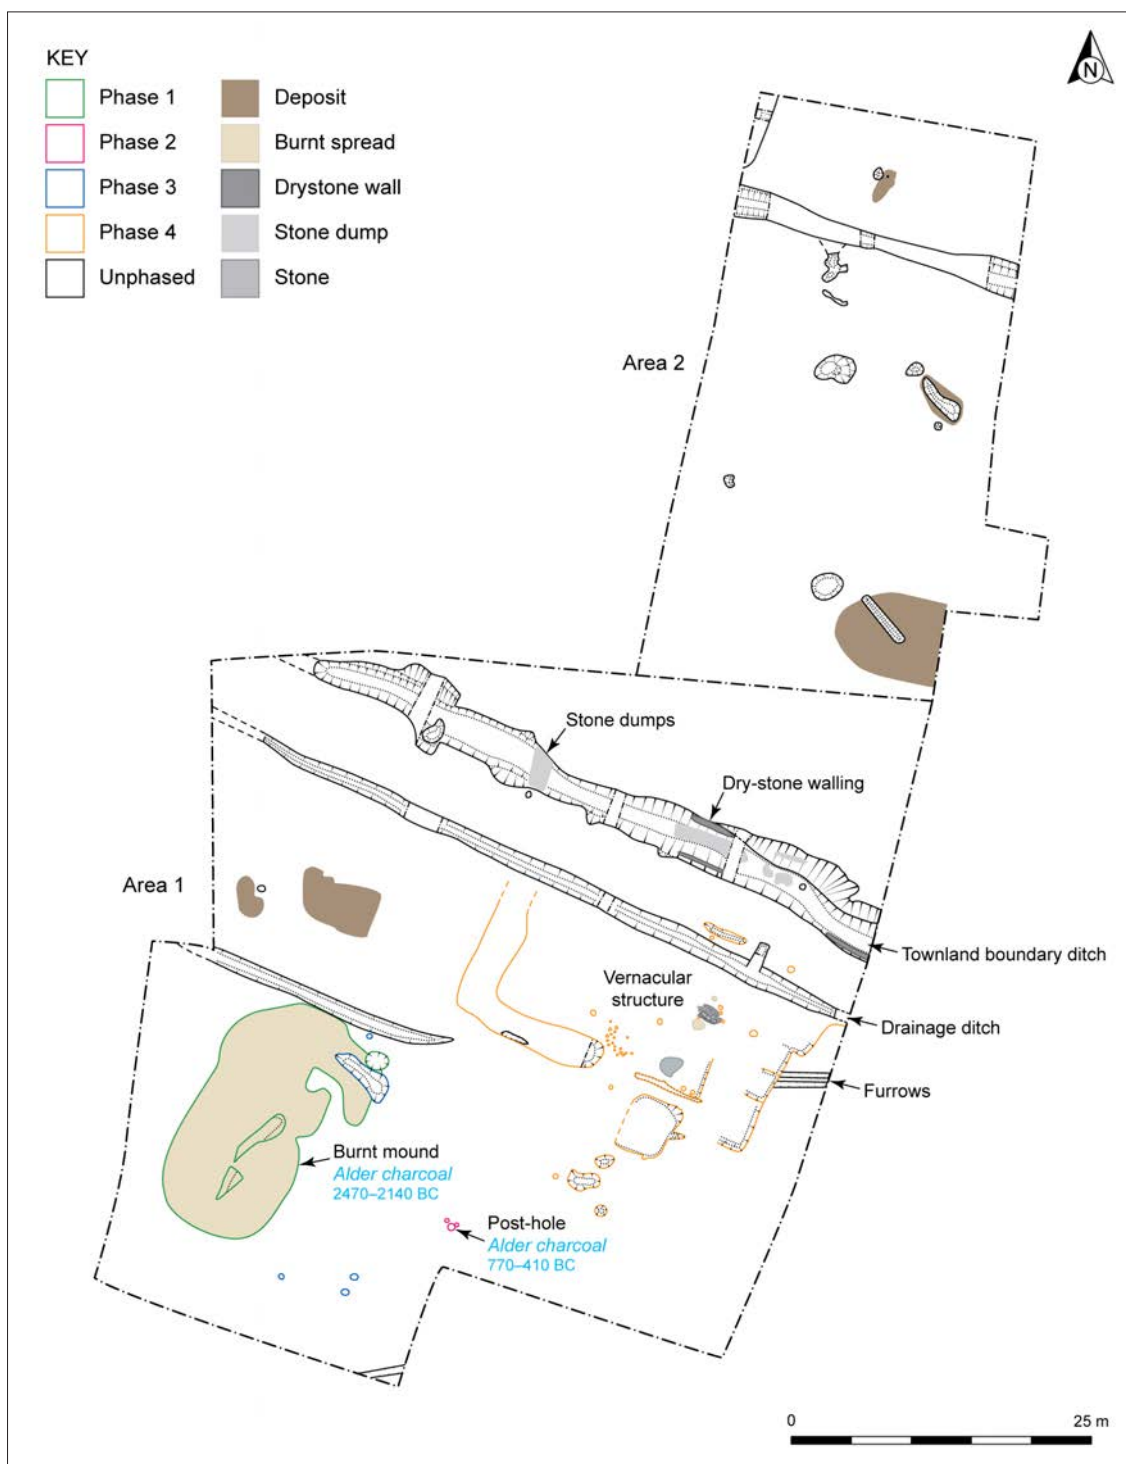 KEY
Phase 1
Deposit
Phase 2
Burnt spread
Phase 3
Drystone wall
Phase 4
Stone dump
Unphased
Stone
N
Area 2
Stone dumps
Dry-stone walling
Area 1
Townland boundary ditch
Vernacular
structure
Drainage ditch
Furrows
Burnt mound
Alder charcoal
2470–2140 BC
Post-hole
Alder charcoal
770–410 BC
0
25 m